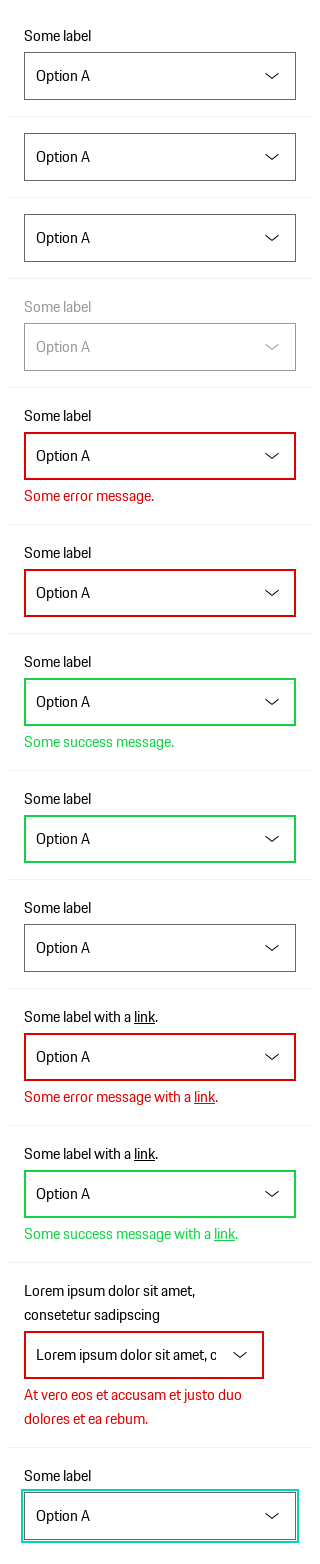 Some label
Option A
Option A
Option A
Some label
Option A
Some label
Option A
Some error message.
Some label
Option A
Some label
Option A
Some success message.
Some label
Option A
Some label
Option A
Some label with a link.
Option A
Some error message with a link.
Some label with a link.
Option A
Some success message with a link.
Lorem ipsum dolor sit amet,
consetetur sadipscing
Lorem ipsum dolor sit amet, c
At vero eos et accusam et justo duo
dolores et ea rebum.
Some label
Option A